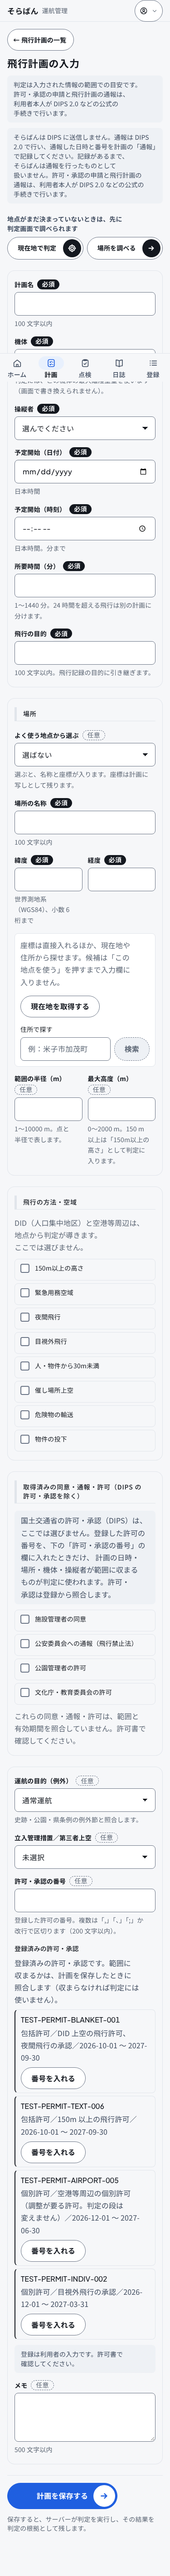 そらばん 運航管理
← 飛行計画の一覧
飛行計画の入力
判定は入力された情報の範囲での目安です。
許可・承認の申請と飛行計画の通報は、
利用者本人が DIPS 2.0 などの公式の
手続きで行います。
そらばんは DIPS に送信しません。通報は DIPS
2.0 で行い、通報した日時と番号を計画の「通報」
で記録してください。記録があるまで、
そらばんは通報を行ったものとして
扱いません。許可・承認の申請と飛行計画の
通報は、利用者本人が DIPS 2.0 などの公式の
手続きで行います。
地点がまだ決まっていないときは、先に
判定画面で調べられます
現在地で判定
場所を調べる
計画名 必須
100 文字以内
機体 必須
ホーム 計画 点検 日誌 登録
（画面で書き換えられません）。
操縦者 必須
選んでください
予定開始（日付） 必須
mm/dd/yyyy
日本時間
予定開始（時刻） 必須
--:-- --
日本時間。分まで
所要時間（分） 必須
1〜1440 分。24 時間を超える飛行は別の計画に
分けます。
飛行の目的 必須
100 文字以内。飛行記録の目的に引き継ぎます。
場所
よく使う地点から選ぶ 任意
選ばない
選ぶと、名称と座標が入ります。座標は計画に
写しとして残ります。
場所の名称 必須
100 文字以内
緯度 必須
経度 必須
世界測地系
（WGS84）、小数 6
桁まで
座標は直接入れるほか、現在地や
住所から探せます。候補は「この
地点を使う」を押すまで入力欄に
入りません。
現在地を取得する
住所で探す
例：米子市加茂町
検索
範囲の半径（m）
任意
最大高度（m）
任意
1〜10000 m。点と
半径で表します。
0〜2000 m。150 m
以上は「150m以上の
高さ」として判定に
入ります。
飛行の方法・空域
DID（人口集中地区）と空港等周辺は、
地点から判定が導きます。
ここでは選びません。
150m以上の高さ
緊急用務空域
夜間飛行
目視外飛行
人・物件から30m未満
催し場所上空
危険物の輸送
物件の投下
取得済みの同意・通報・許可（DIPS の
許可・承認を除く）
国土交通省の許可・承認（DIPS）は、
ここでは選びません。登録した許可の
番号を、下の「許可・承認の番号」の
欄に入れたときだけ、 計画の日時・
場所・機体・操縦者が範囲に収まる
ものが判定に使われます。許可・
承認は登録から照会します。
施設管理者の同意
公安委員会への通報（飛行禁止法）
公園管理者の許可
文化庁・教育委員会の許可
これらの同意・通報・許可は、範囲と
有効期間を照合していません。許可書で
確認してください。
運航の目的（例外） 任意
通常運航
史跡・公園・県条例の例外節と照合します。
立入管理措置／第三者上空 任意
未選択
許可・承認の番号 任意
登録した許可の番号。複数は「,」「、」「;」か
改行で区切ります（200 文字以内）。
登録済みの許可・承認
登録済みの許可・承認です。範囲に
収まるかは、計画を保存したときに
照合します（収まらなければ判定には
使いません）。
TEST-PERMIT-BLANKET-001
包括許可／DID 上空の飛行許可、
夜間飛行の承認／2026-10-01 〜 2027-
09-30
番号を入れる
TEST-PERMIT-TEXT-006
包括許可／150m 以上の飛行許可／
2026-10-01 〜 2027-09-30
番号を入れる
TEST-PERMIT-AIRPORT-005
個別許可／空港等周辺の個別許可
（調整が要る許可。判定の段は
変えません）／2026-12-01 〜 2027-
06-30
番号を入れる
TEST-PERMIT-INDIV-002
個別許可／目視外飛行の承認／2026-
12-01 〜 2027-03-31
番号を入れる
登録は利用者の入力です。許可書で
確認してください。
メモ 任意
500 文字以内
計画を保存する
保存すると、サーバーが判定を実行し、その結果を
判定の根拠として残します。